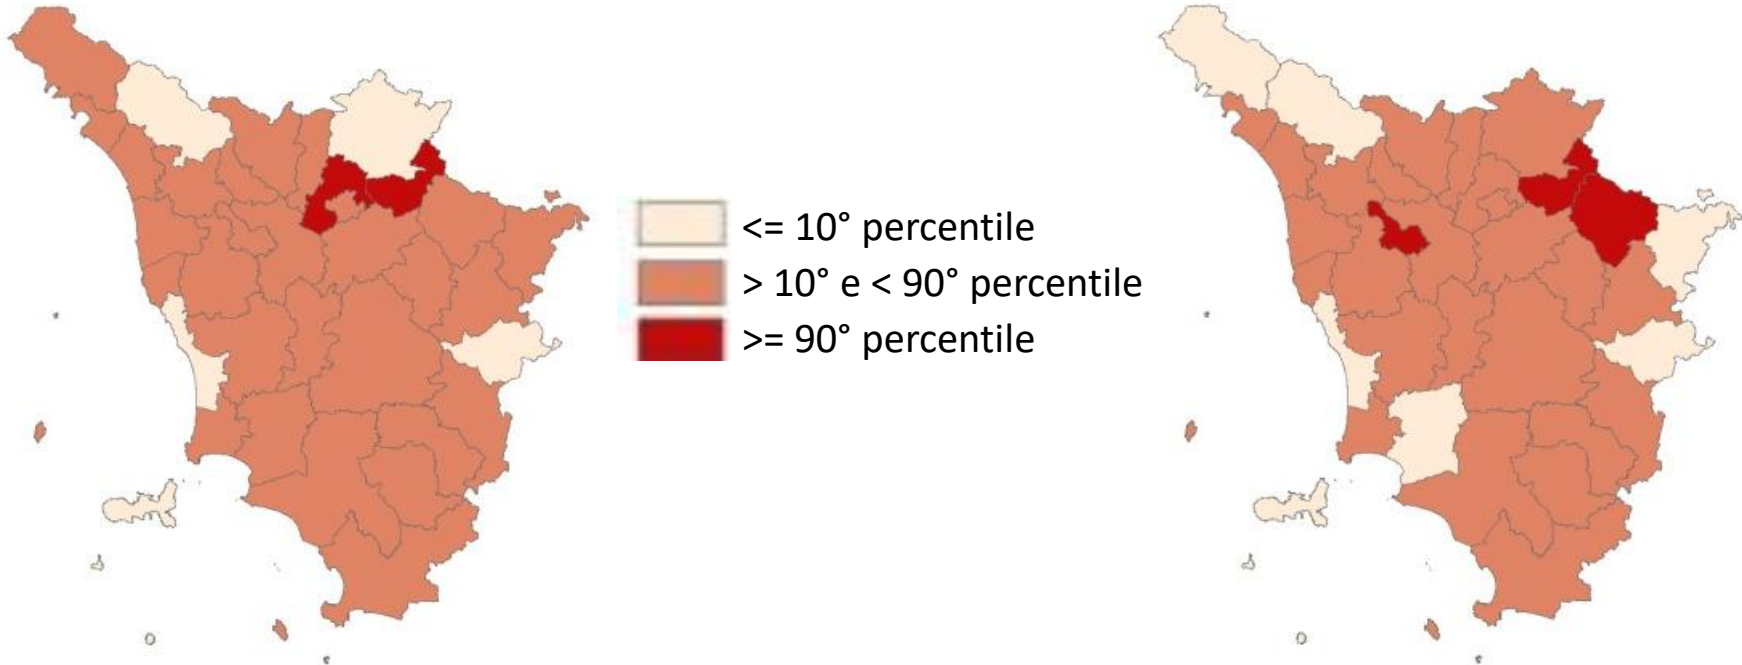 <= 10° percentile
> 10° e < 90° percentile
>= 90° percentile